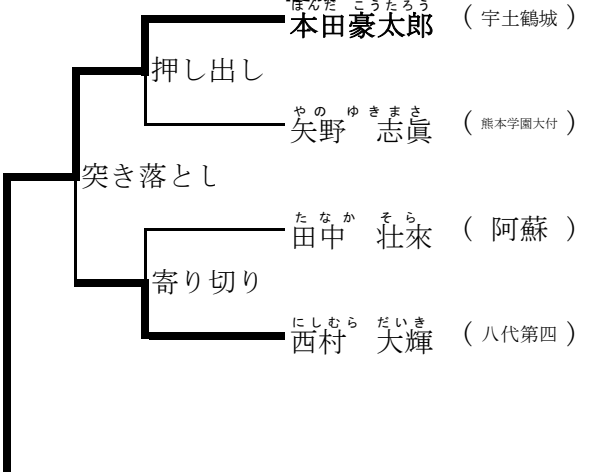 ほんだ こうたろう
本田豪太郎 （宇土鶴城）
押し出し
やの ゆきまさ
矢野 志眞 （熊本学園大付）
突き落とし
たなか そら
田中 壮來 （阿蘇）
寄り切り
にしむら だいき
西村 大輝 （八代第四）